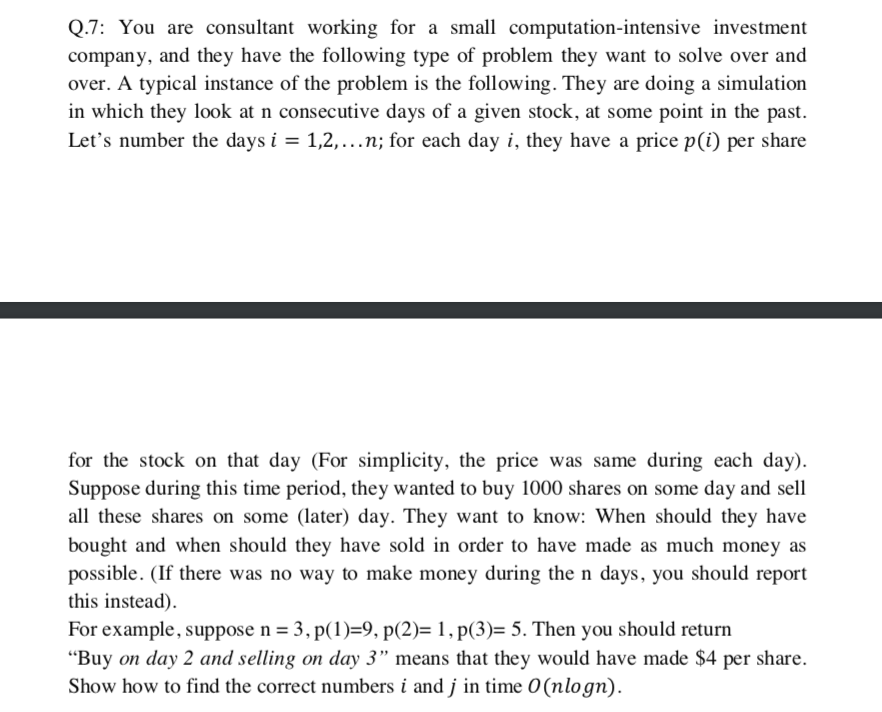 Q.7: You are consultant working for a small computation-intensive investment
company, and they have the following type of problem they want to solve over and
over. A typical instance of the problem is the following. They are doing a simulation
in which they look at n consecutive days of a given stock, at some point in the past.
Let’s number the days i = 1,2,…n; for each day i, they have a price p(i) per share
for the stock on that day (For simplicity, the price was same during each day).
Suppose during this time period, they wanted to buy 1000 shares on some day and sell
all these shares on some (later) day. They want to know: When should they have
bought and when should they have sold in order to have made as much money as
possible. (If there was no way to make money during the n days, you should report
this instead).
For example, suppose n = 3, p(1)=9, p(2)= 1, p(3)= 5. Then you should return
“Buy on day 2 and selling on day 3” means that they would have made $4 per share.
Show how to find the correct numbers i and j in time O(nlogn).